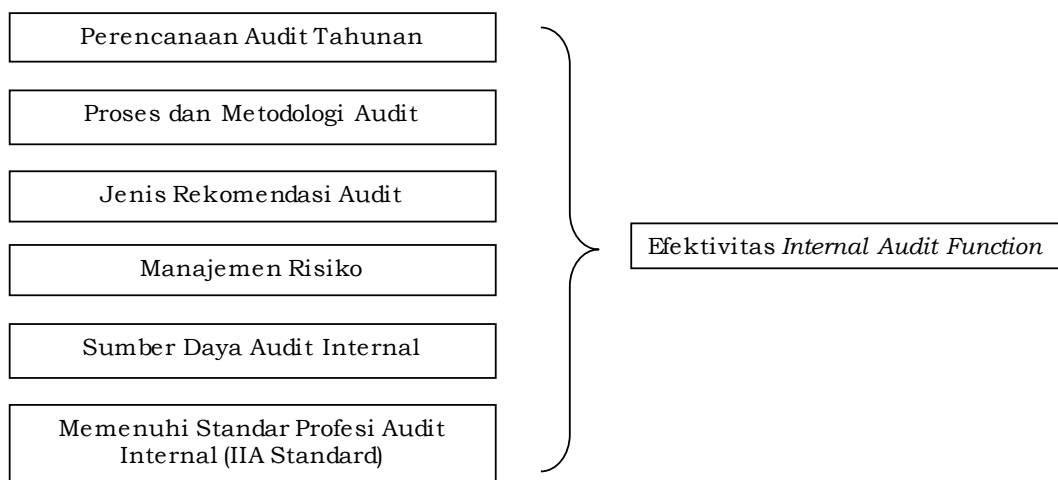 Perencanaan Audit Tahunan
Proses dan Metodologi Audit
Jenis Rekomendasi Audit
Manajemen Risiko
Sumber Daya Audit Internal
Memenuhi Standar Profesi Audit
Internal (IIA Standard)
Efektivitas Internal Audit Function